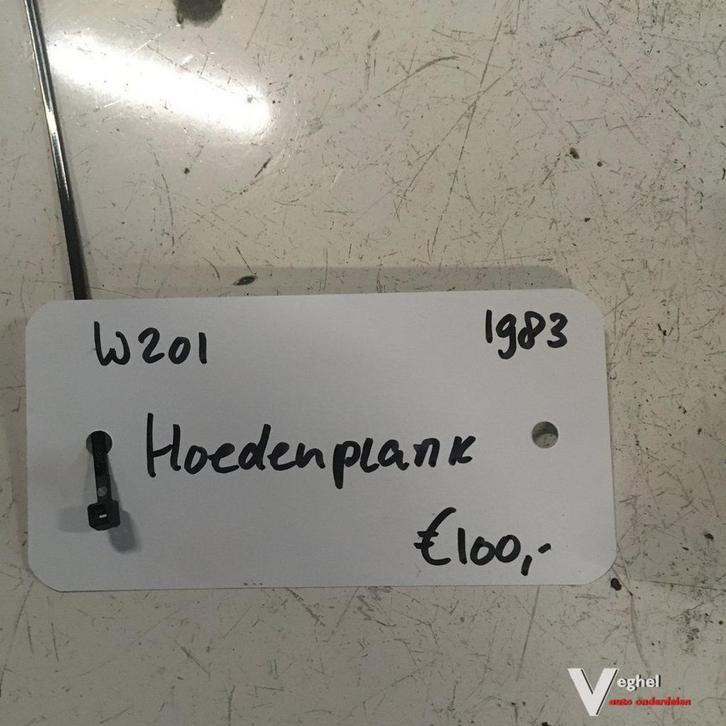 W201 1983
Hoedenplank
€100,-
Veghel
auto onderdelen